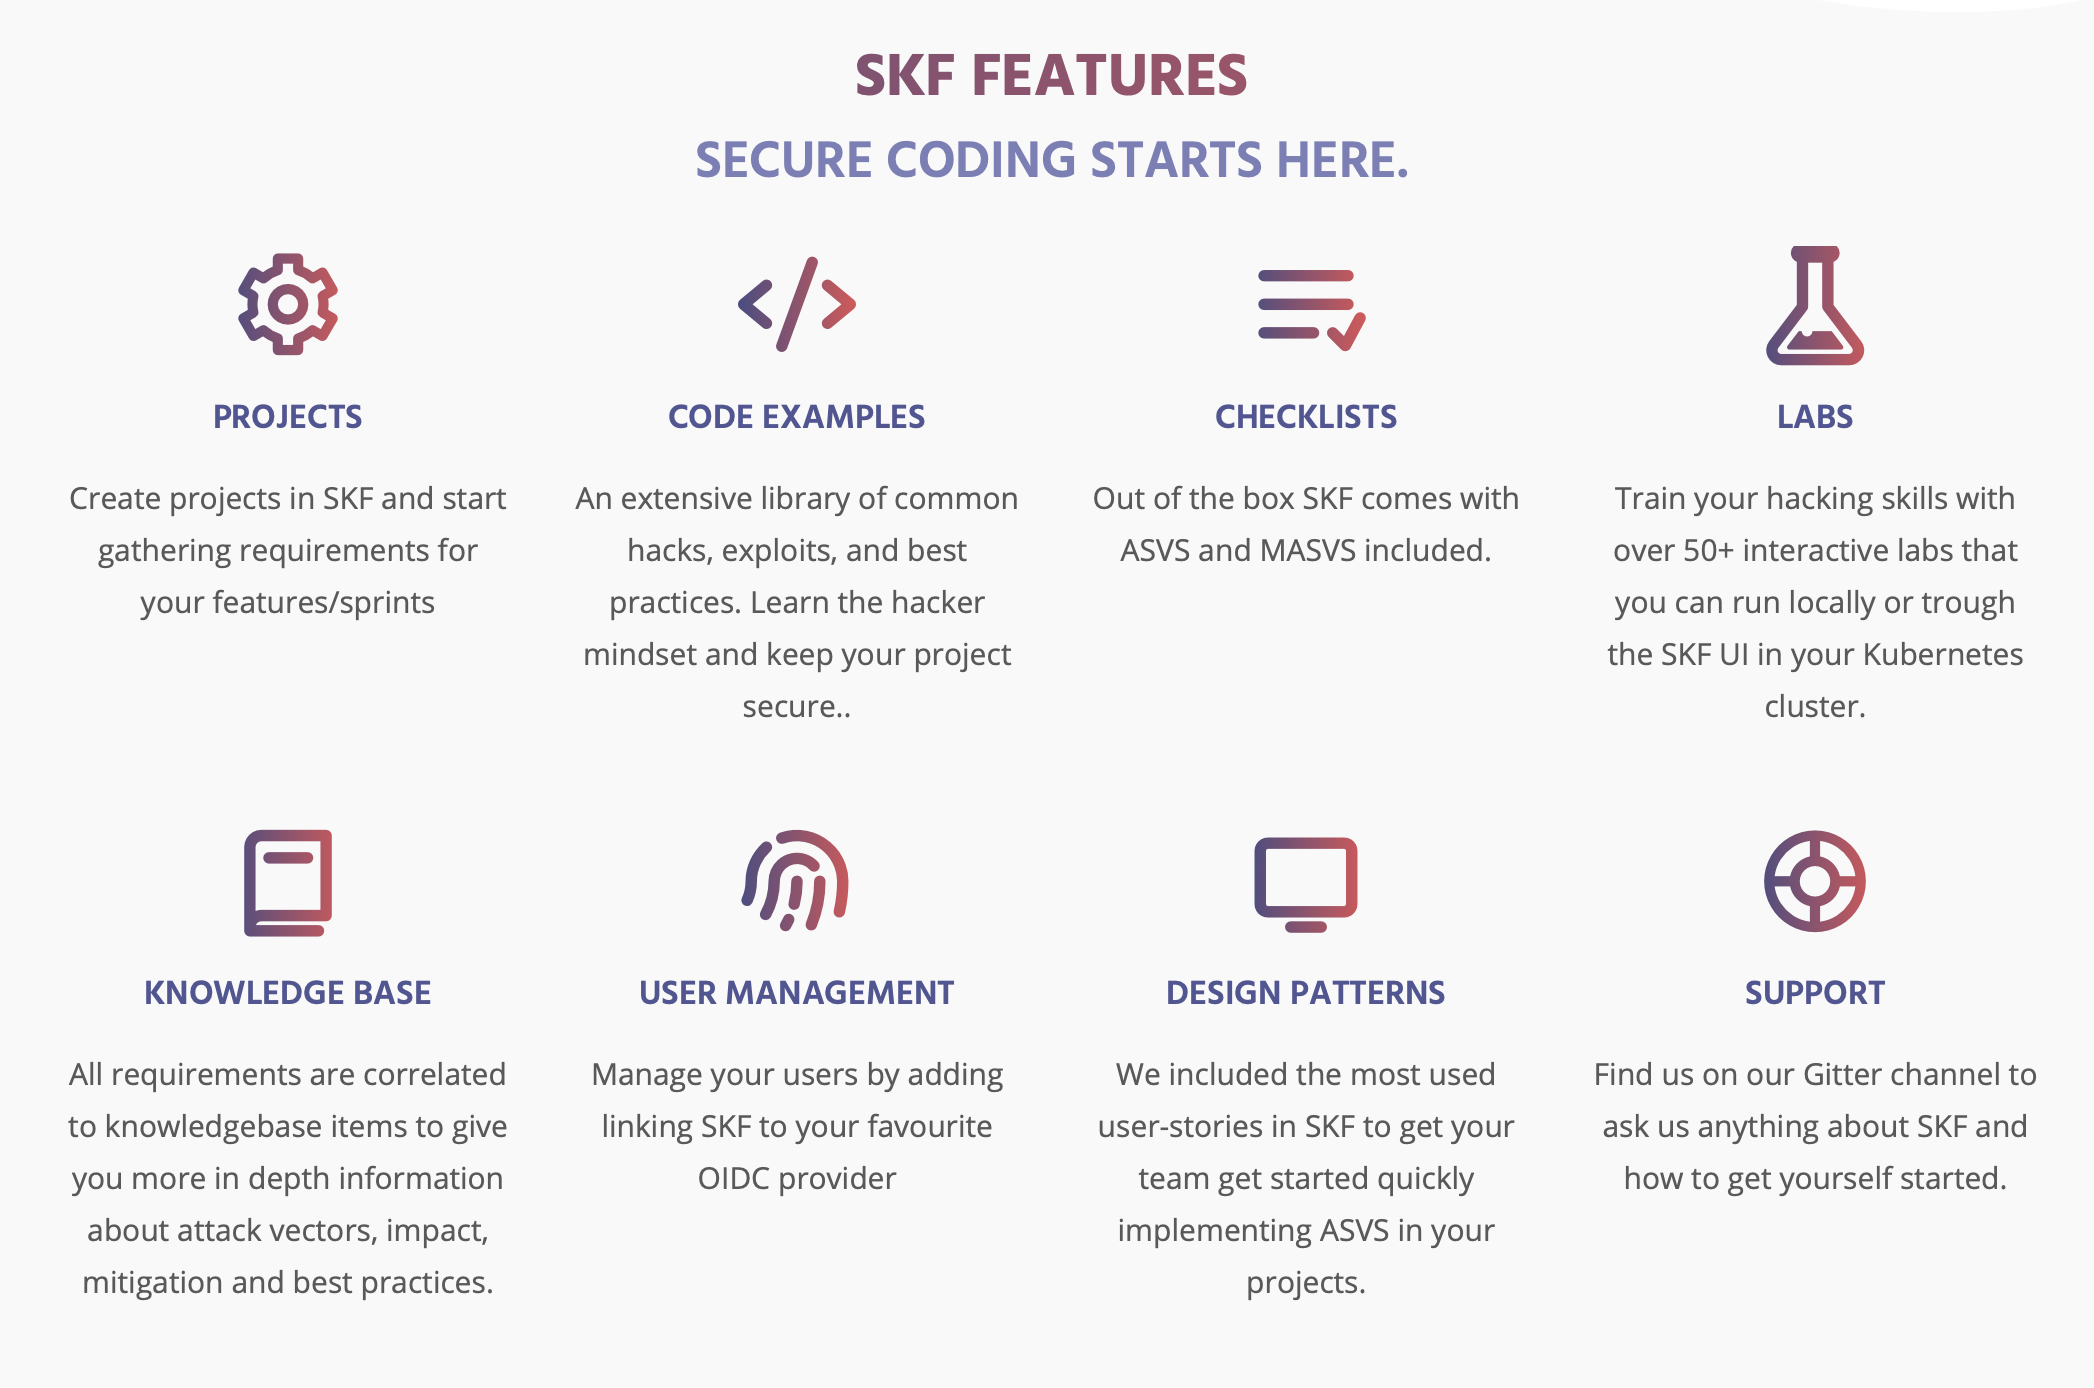 SKF FEATURES
SECURE CODING STARTS HERE.
PROJECTS
Create projects in SKF and start
gathering requirements for
your features/sprints
CODE EXAMPLES
An extensive library of common
hacks, exploits, and best
practices. Learn the hacker
mindset and keep your project
secure..
CHECKLISTS
Out of the box SKF comes with
ASVS and MASVS included.
LABS
Train your hacking skills with
over 50+ interactive labs that
you can run locally or trough
the SKF UI in your Kubernetes
cluster.
KNOWLEDGE BASE
All requirements are correlated
to knowledgebase items to give
you more in depth information
about attack vectors, impact,
mitigation and best practices.
USER MANAGEMENT
Manage your users by adding
linking SKF to your favourite
OIDC provider
DESIGN PATTERNS
We included the most used
user-stories in SKF to get your
team get started quickly
implementing ASVS in your
projects.
SUPPORT
Find us on our Gitter channel to
ask us anything about SKF and
how to get yourself started.